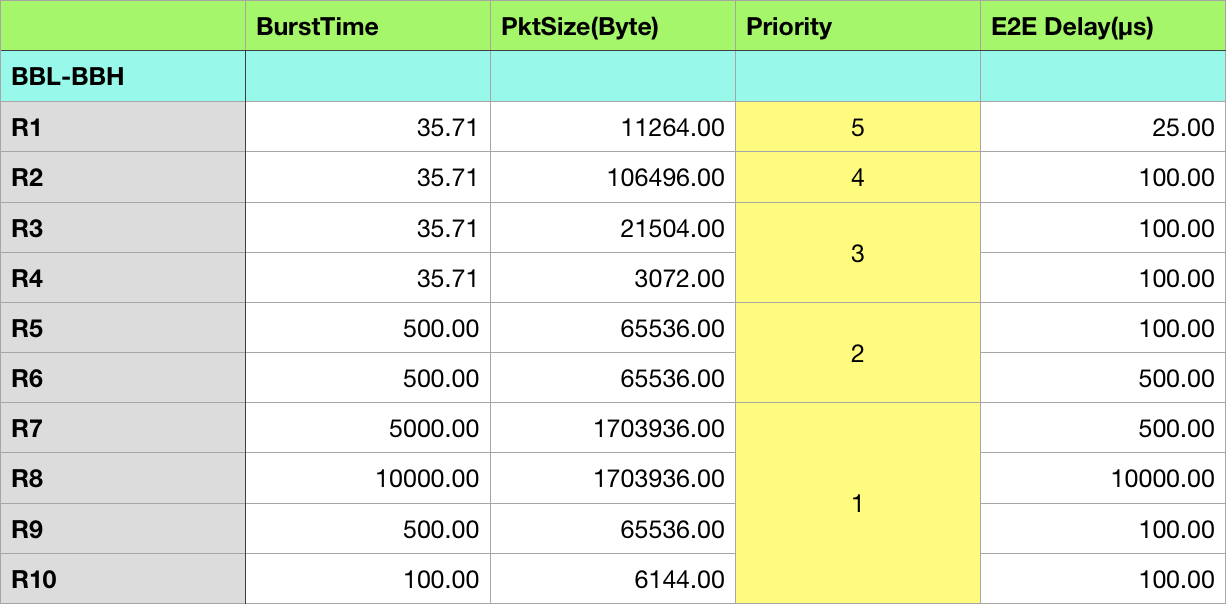 BurstTime PktSize(Byte) Priority E2E Delay(µs)
BBL-BBH
R1 35.71 11264.00 5 25.00
R2 35.71 106496.00 4 100.00
R3 35.71 21504.00 3 100.00
R4 35.71 3072.00 100.00
R5 500.00 65536.00 2 100.00
R6 500.00 65536.00 500.00
R7 5000.00 1703936.00 1 500.00
R8 10000.00 1703936.00 10000.00
R9 500.00 65536.00 100.00
R10 100.00 6144.00 100.00